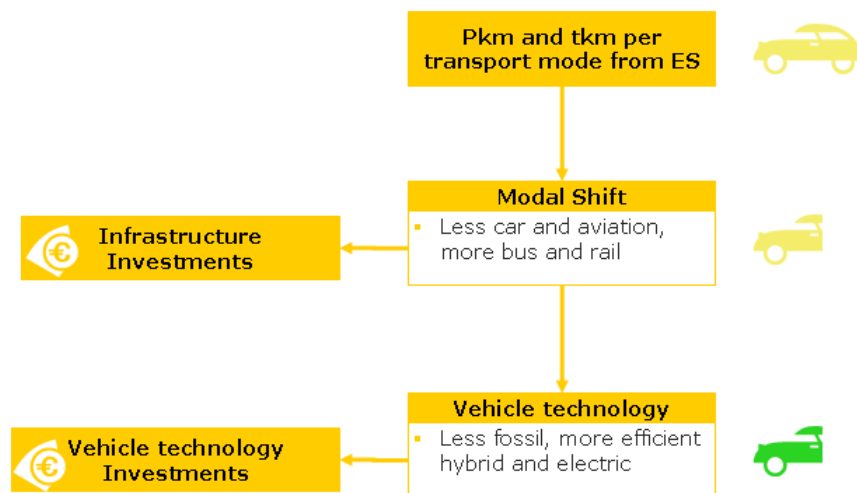 Pkm and tkm per
transport mode from ES
Modal Shift
▪ Less car and aviation,
more bus and rail
Infrastructure
Investments
€
Vehicle technology
▪ Less fossil, more efficient
hybrid and electric
Vehicle technology
Investments
€